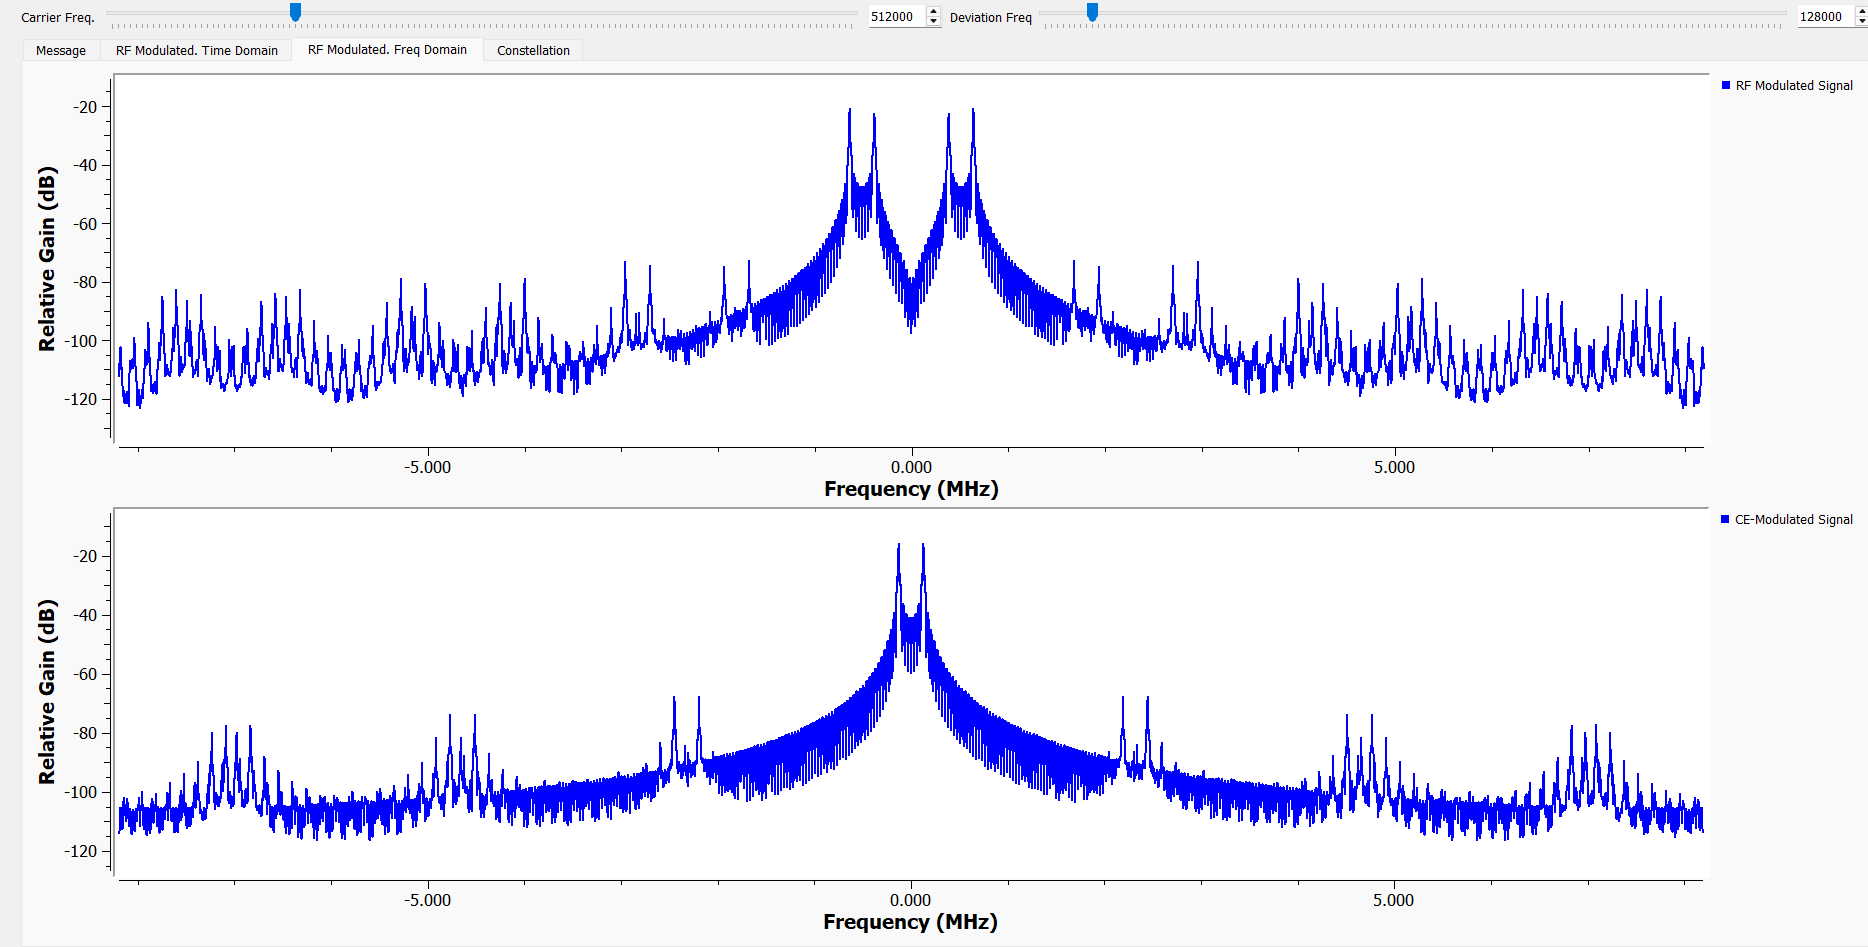 Carrier Freq. 512000 Deviation Freq 128000
Message RF Modulated. Time Domain RF Modulated. Freq Domain Constellation
RF Modulated Signal
Relative Gain (dB)
-20
-40
-60
-80
-100
-120
-5.000 0.000 5.000
Frequency (MHz)
CE-Modulated Signal
Relative Gain (dB)
-20
-40
-60
-80
-100
-120
-5.000 0.000 5.000
Frequency (MHz)